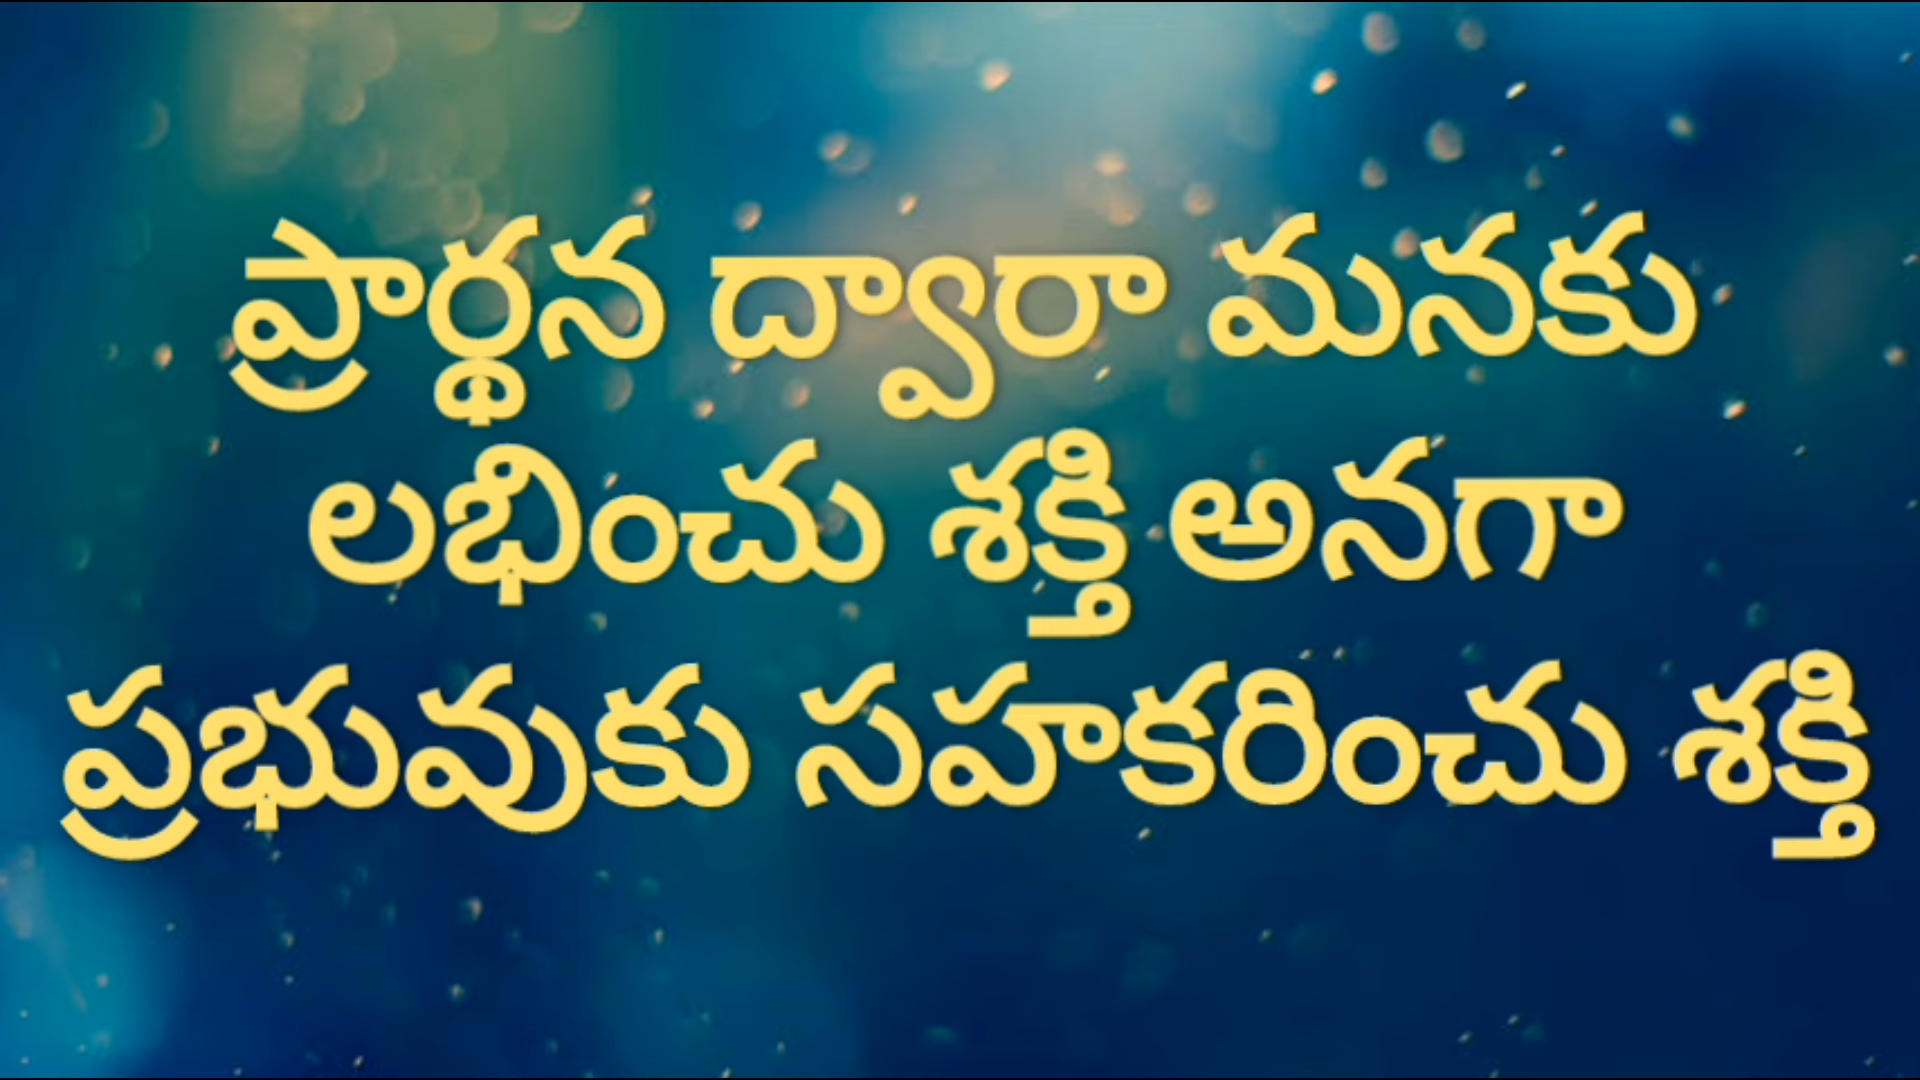 ప్రార్థన ద్వారా మనకు
లభించు శక్తి అనగా
ప్రభువుకు సహకరించు శక్తి